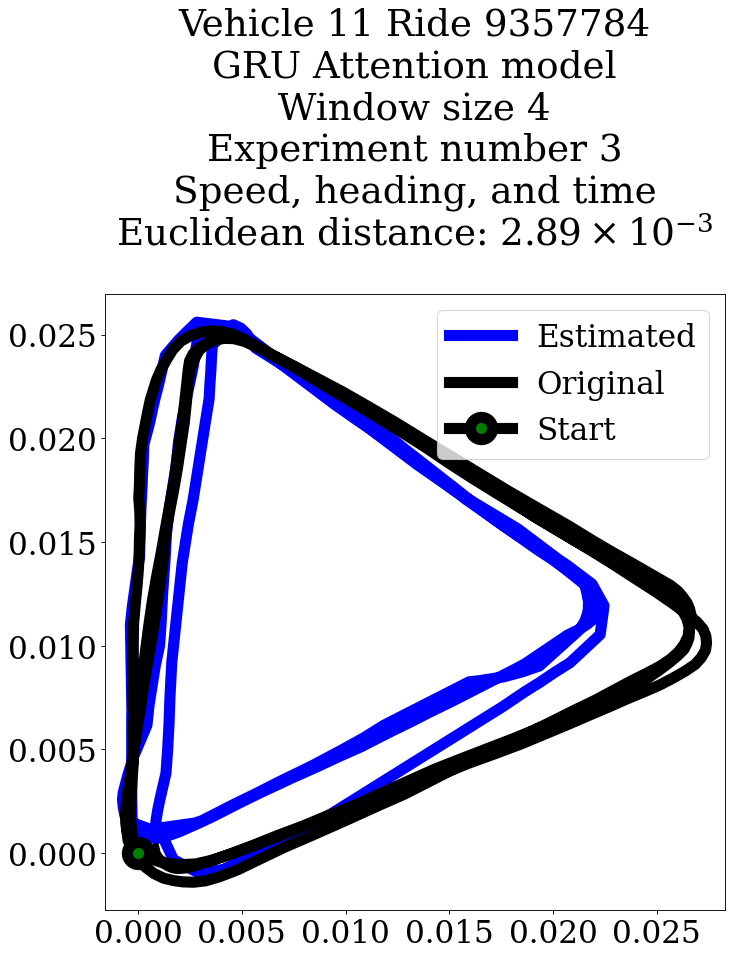 Vehicle 11 Ride 9357784
GRU Attention model
Window size 4
Experiment number 3
Speed, heading, and time
Euclidean distance: 2.89 × 10⁻³
Estimated
Original
Start
0.025
0.020
0.015
0.010
0.005
0.000
0.000 0.005 0.010 0.015 0.020 0.025